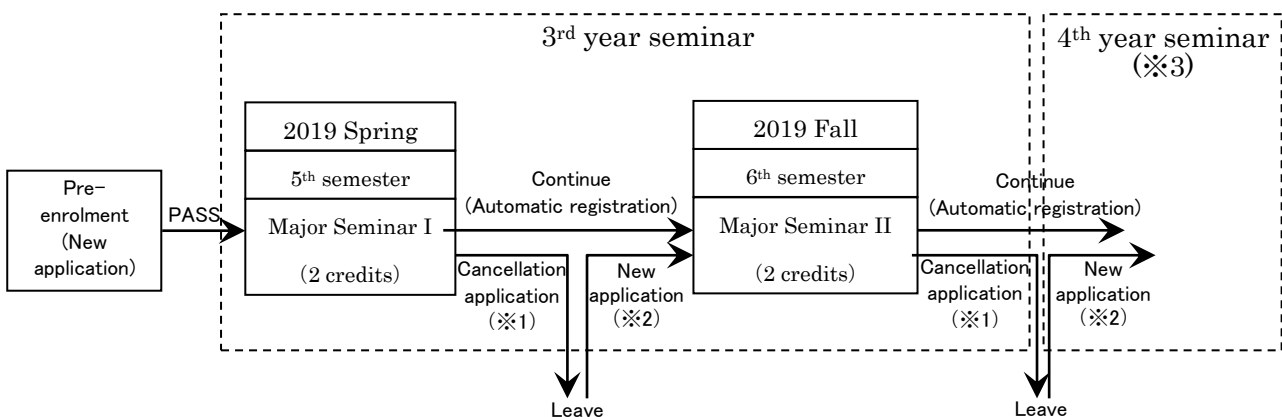 3rd year seminar
4th year seminar
(※3)
2019 Spring
5th semester
Major Seminar I
(2 credits)
2019 Fall
6th semester
Major Seminar II
(2 credits)
Pre-
enrolment
(New
application)
PASS
Continue
(Automatic registration)
Continue
(Automatic registration)
Cancellation
application
(※1)
New
application
(※2)
Cancellation
application
(※1)
New
application
(※2)
Leave
Leave